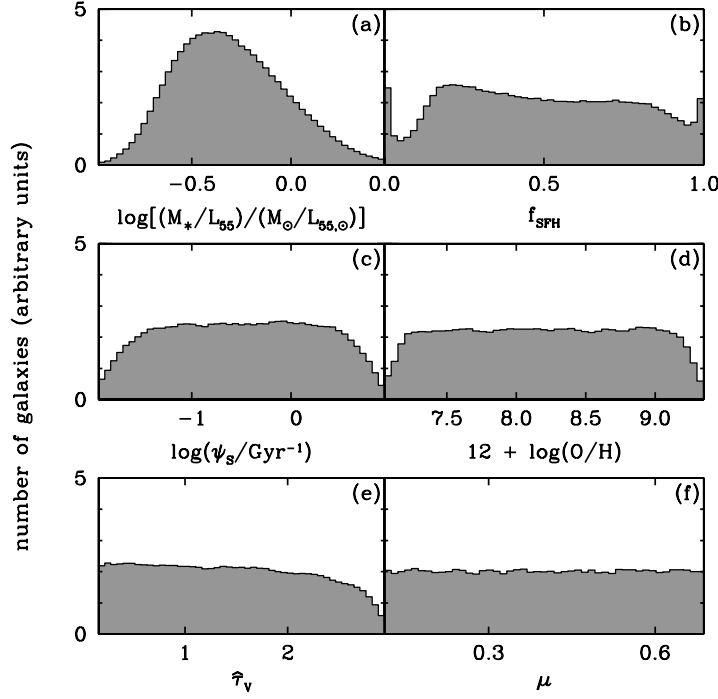 number of galaxies (arbitrary units)
5
0
(a)
−0.5 0.0
log[(M*/L55)/(M⊙/L55,⊙)]
(b)
0.0 0.5 1.0
fSFH
5
0
(c)
−1 0
log(ψS/Gyr−1)
(d)
7.5 8.0 8.5 9.0
12 + log(O/H)
5
0
(e)
1 2
τ̂V
(f)
0.3 0.6
μ